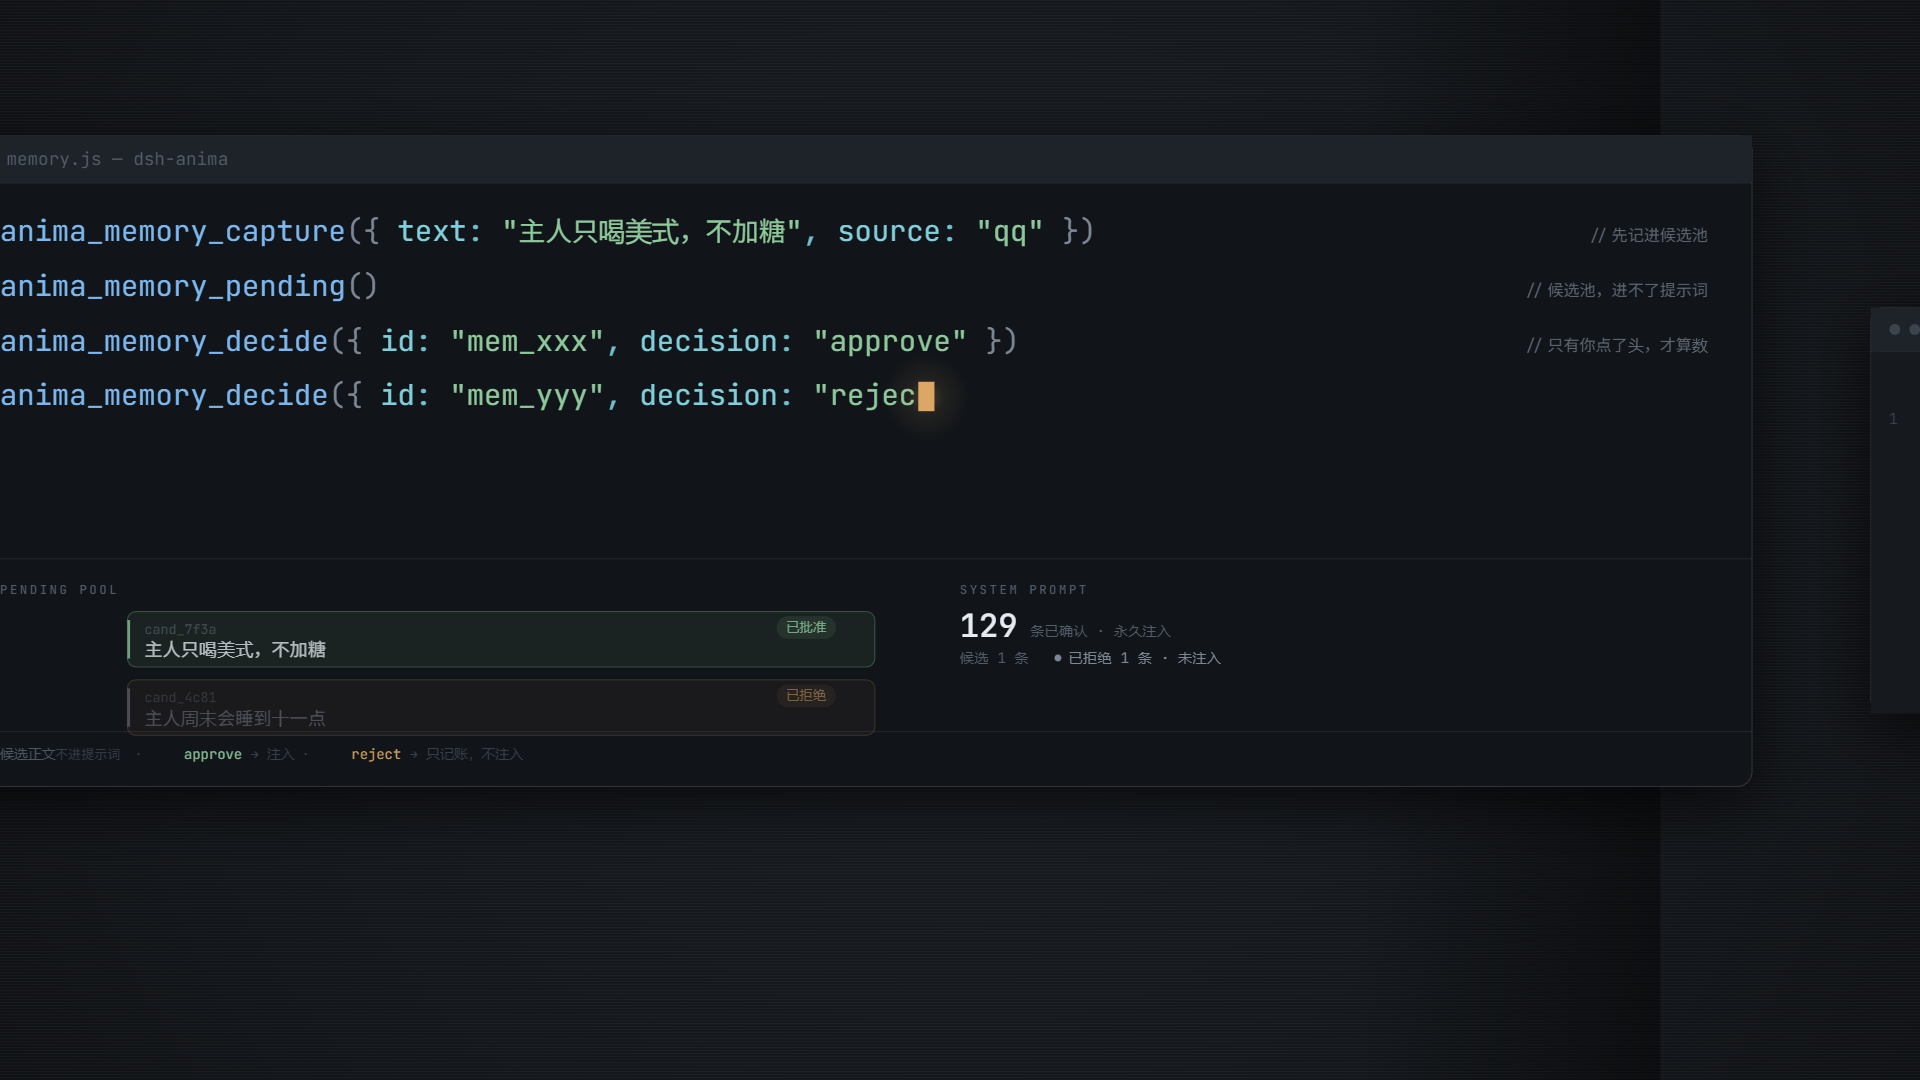 memory.js — dsh-anima
anima_memory_capture({ text: "主人只喝美式，不加糖", source: "qq" })
// 先记进候选池
anima_memory_pending()
// 候选池，进不了提示词
anima_memory_decide({ id: "mem_xxx", decision: "approve" })
// 只有你点了头，才算数
anima_memory_decide({ id: "mem_yyy", decision: "rejec
1
PENDING POOL
cand_7f3a
已批准
主人只喝美式，不加糖
cand_4c81
已拒绝
主人周末会睡到十一点
SYSTEM PROMPT
129 条已确认 · 永久注入
候选 1 条 ● 已拒绝 1 条 · 未注入
候选正文不进提示词 · approve → 注入 · reject → 只记账，不注入